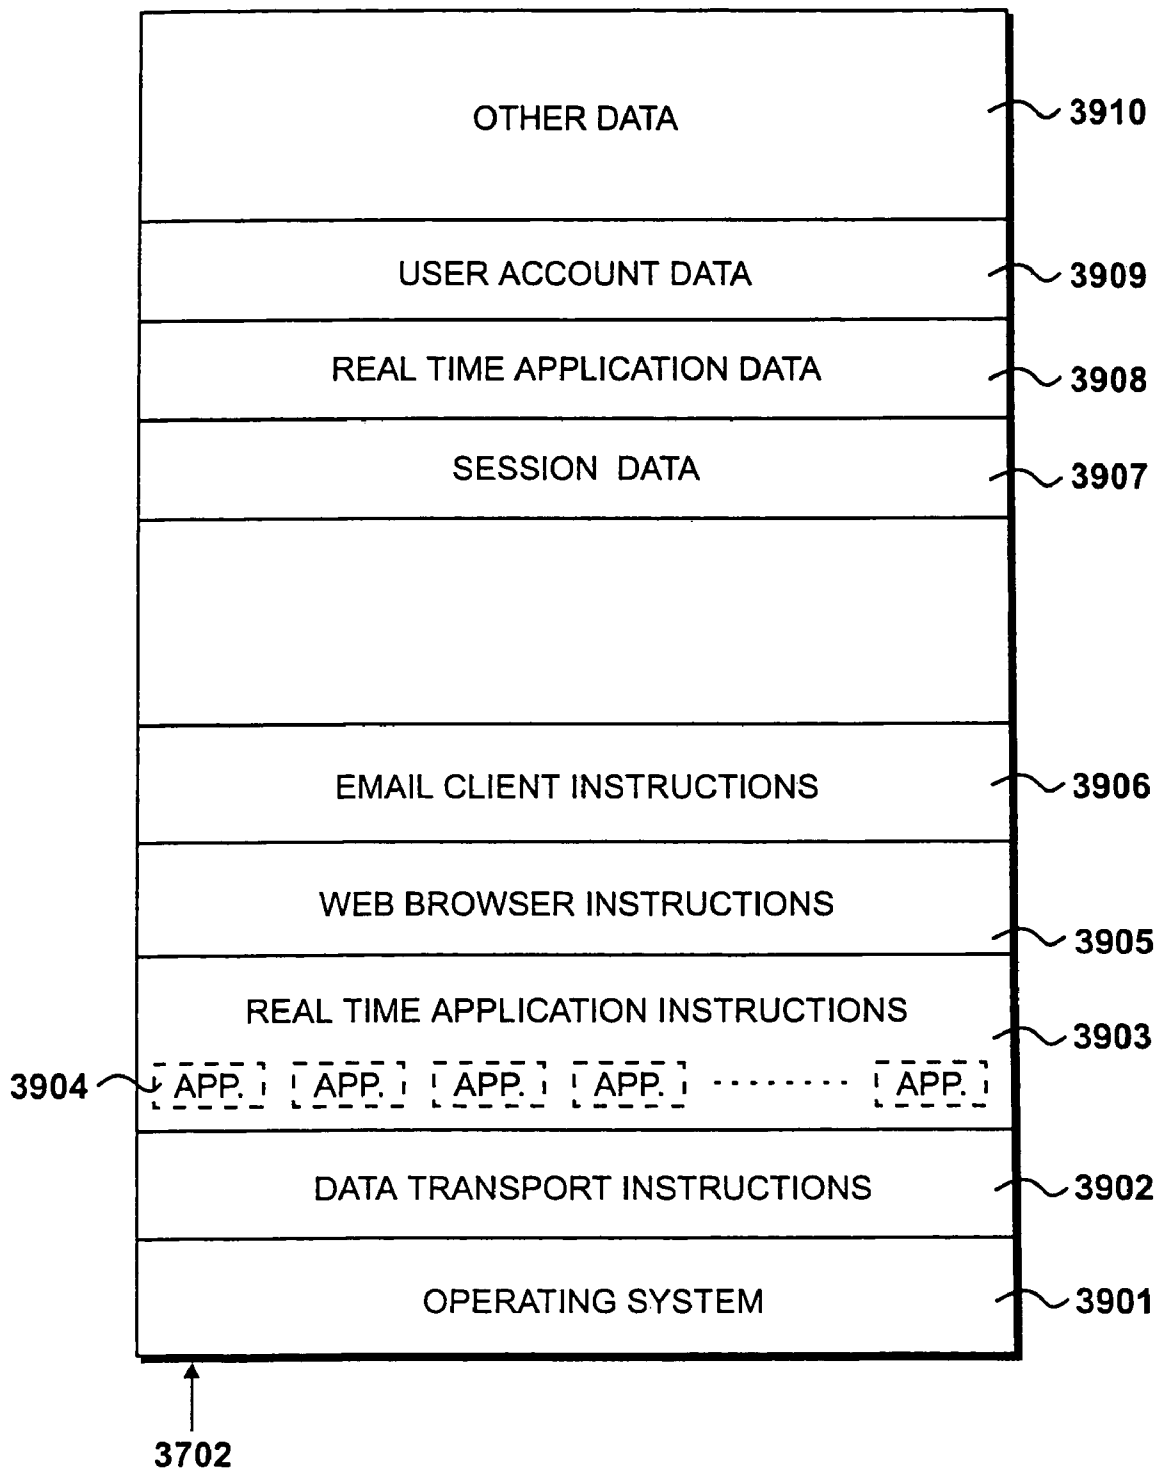 OTHER DATA 3910
USER ACCOUNT DATA 3909
REAL TIME APPLICATION DATA 3908
SESSION DATA 3907
EMAIL CLIENT INSTRUCTIONS 3906
WEB BROWSER INSTRUCTIONS 3905
REAL TIME APPLICATION INSTRUCTIONS 3903
3904 APP. APP. APP. APP. ........ APP.
DATA TRANSPORT INSTRUCTIONS 3902
OPERATING SYSTEM 3901
3702